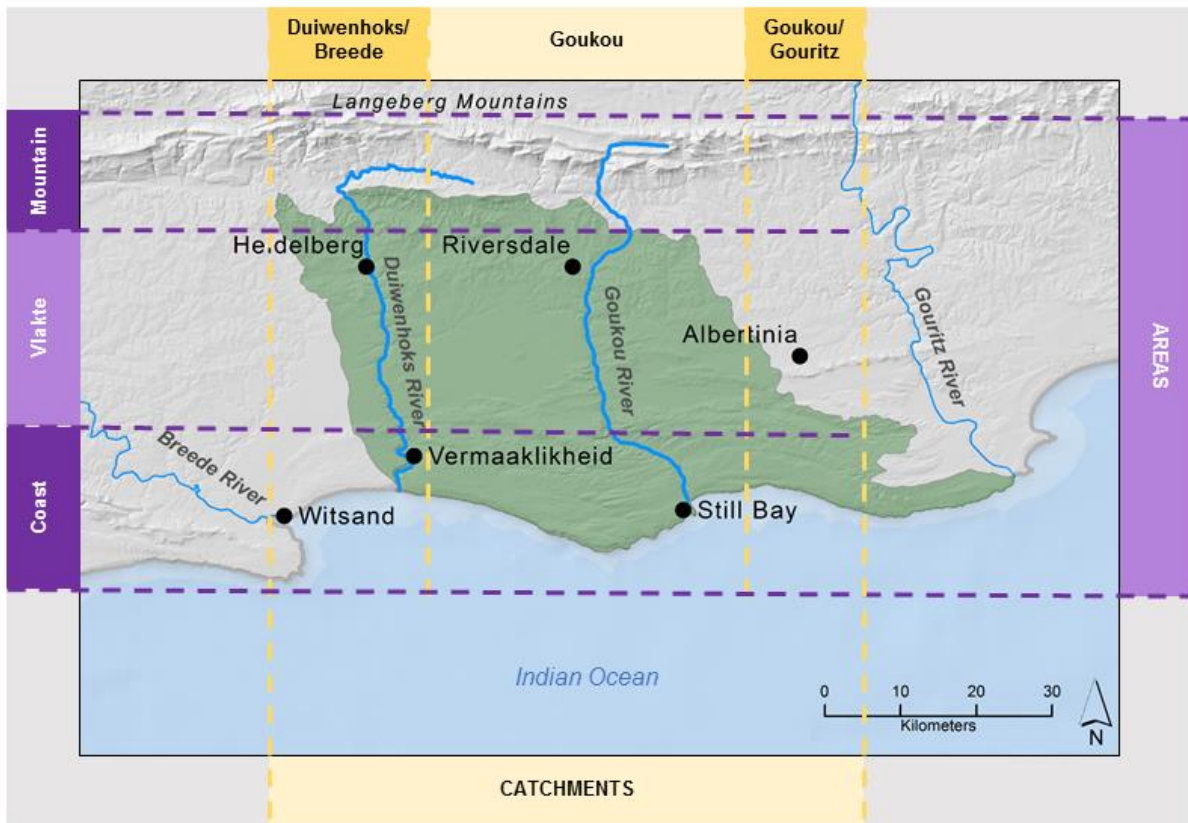 Duiwenhoks/
Breede
Goukou
Goukou/
Gouritz
Langeberg Mountains
Mountain
Heidelberg
Riversdale
Duiwenhoks River
Goukou River
Gouritz River
Vlakte
Albertinia
AREAS
Breede River
Vermaaklikheid
Coast
Witsand
Still Bay
Indian Ocean
0 10 20 30
Kilometers
N
CATCHMENTS